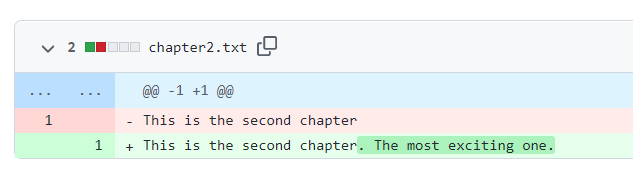 2 chapter2.txt
... ... @@ -1 +1 @@
1 - This is the second chapter
1 + This is the second chapter. The most exciting one.